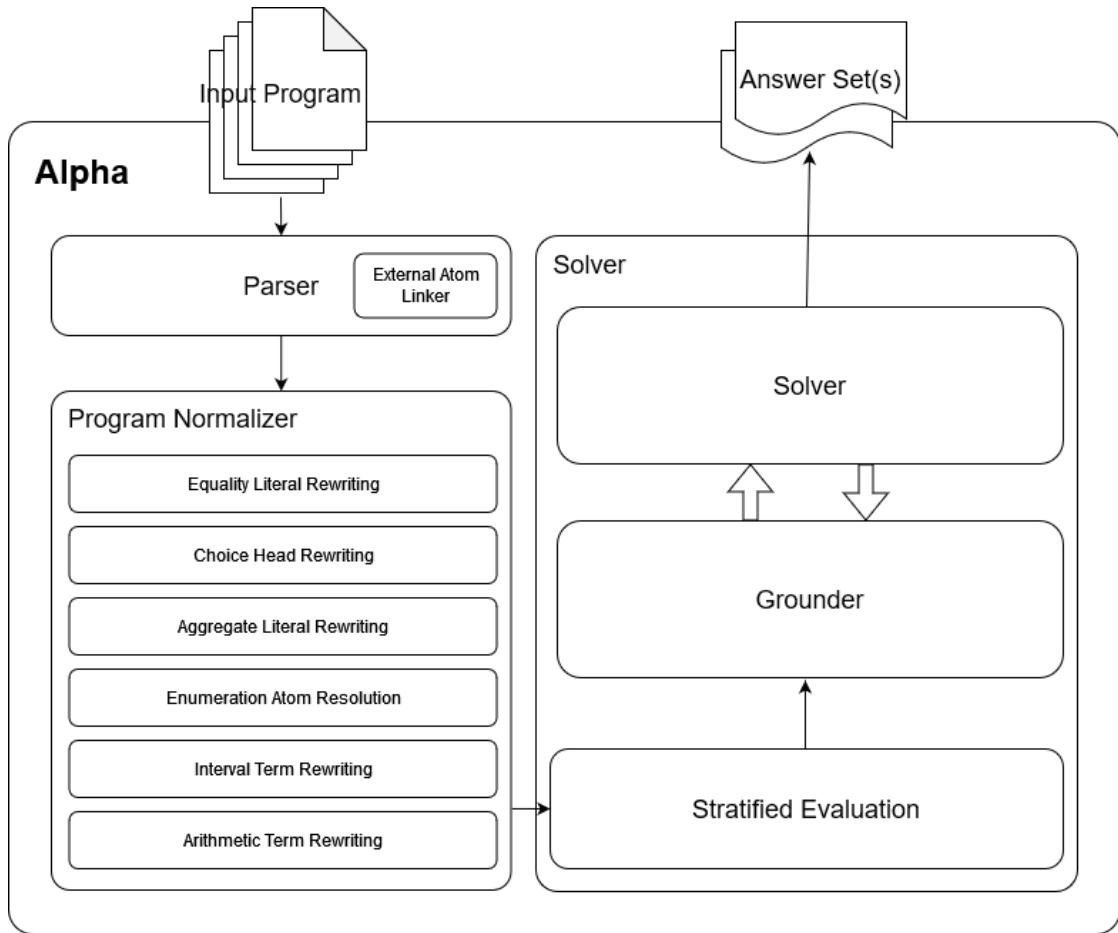 Input Program
Answer Set(s)
Alpha
Parser
External Atom
Linker
Program Normalizer
Equality Literal Rewriting
Choice Head Rewriting
Aggregate Literal Rewriting
Enumeration Atom Resolution
Interval Term Rewriting
Arithmetic Term Rewriting
Solver
Solver
Grounder
Stratified Evaluation